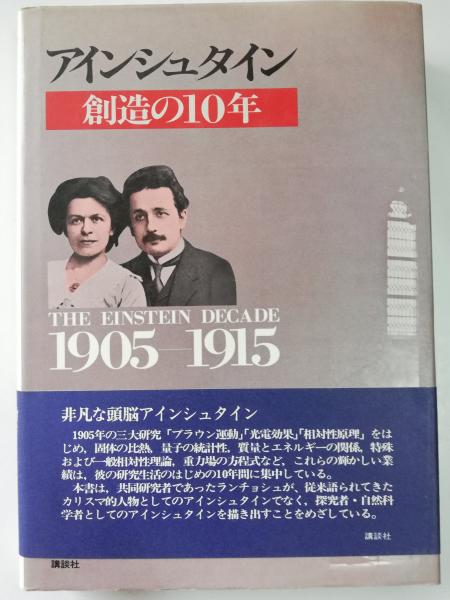 アインシュタイン
創造の10年
THE EINSTEIN DECADE
1905—1915
非凡な頭脳アインシュタイン
1905年の三大研究「ブラウン運動」「光電効果」「相対性原理」をは
じめ，固体の比熱，量子の統計性，質量とエネルギーの関係，特殊
および一般相対性理論，重力場の方程式など，これらの輝かしい業
績は，彼の研究生活のはじめの10年間に集中している。
本書は，共同研究者であったランチョシュが，従来語られてきた
カリスマ的人物としてのアインシュタインでなく，探究者・自然科
学者としてのアインシュタインを描き出すことをめざしている。
講談社
講談社